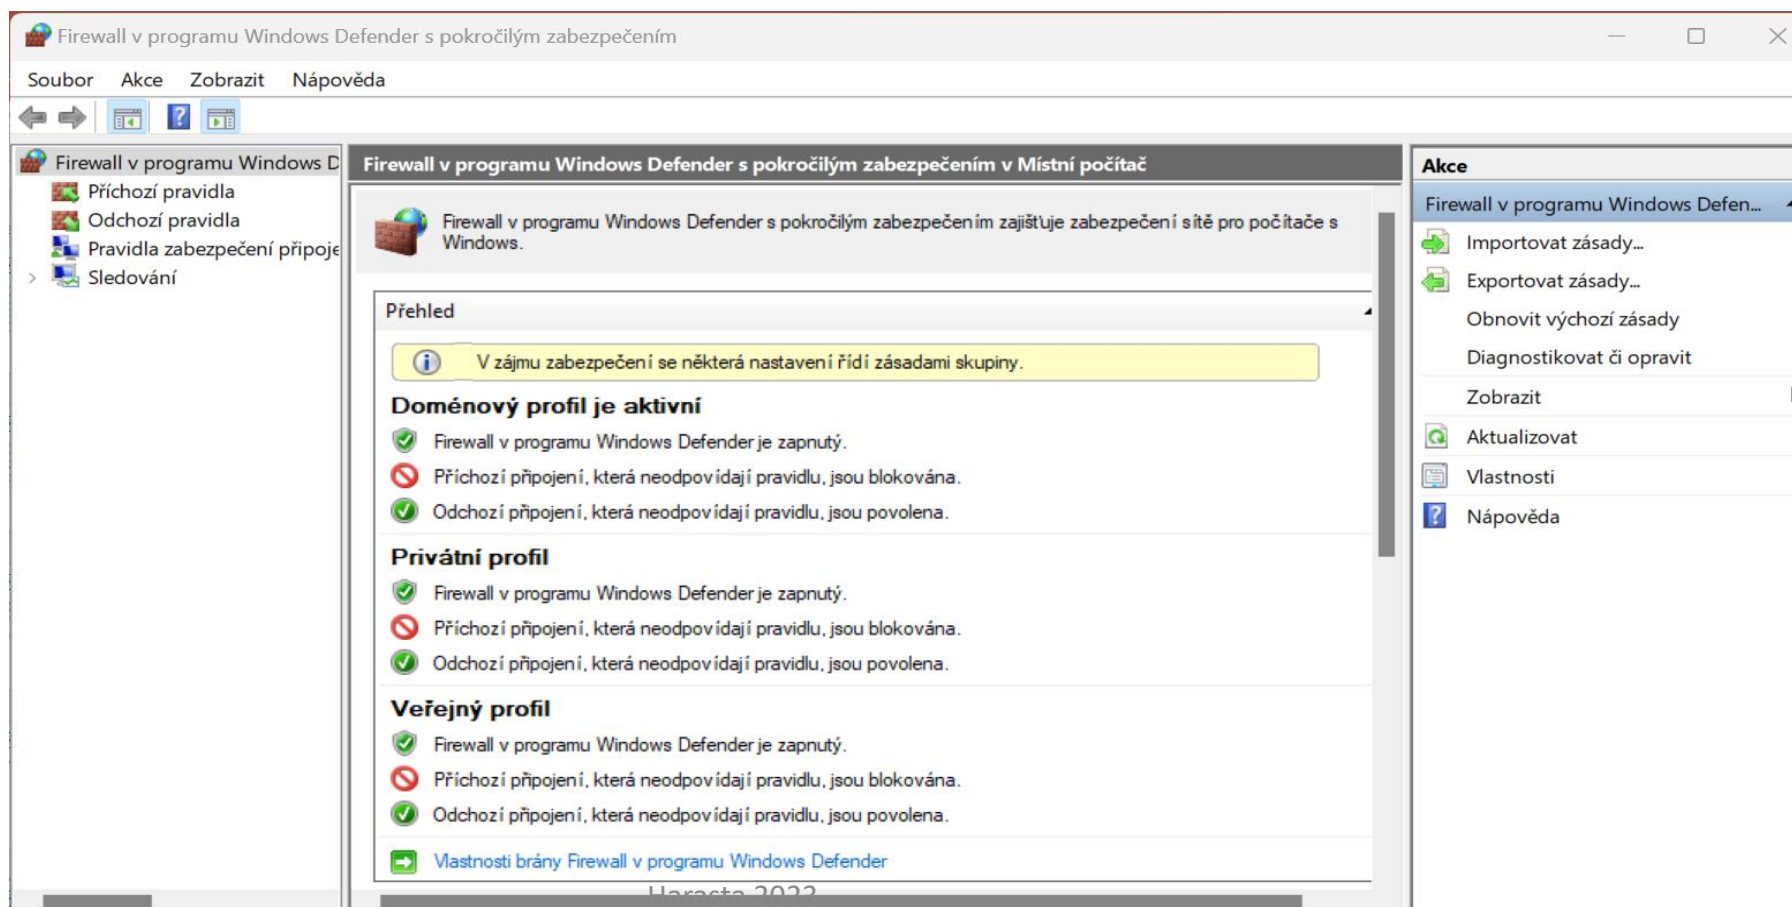 Firewall v programu Windows Defender s pokročilým zabezpečením
Soubor Akce Zobrazit Nápověda
Firewall v programu Windows D
Příchozí pravidla
Odchozí pravidla
Pravidla zabezpečení připoje
Sledování
Firewall v programu Windows Defender s pokročilým zabezpečením v Místní počítač
Firewall v programu Windows Defender s pokročilým zabezpečením zajišťuje zabezpečení sítě pro počítače s
Windows.
Přehled
V zájmu zabezpečení se některá nastavení řídí zásadami skupiny.
Doménový profil je aktivní
Firewall v programu Windows Defender je zapnutý.
Příchozí připojení, která neodpovídají pravidlu, jsou blokována.
Odchozí připojení, která neodpovídají pravidlu, jsou povolena.
Privátní profil
Firewall v programu Windows Defender je zapnutý.
Příchozí připojení, která neodpovídají pravidlu, jsou blokována.
Odchozí připojení, která neodpovídají pravidlu, jsou povolena.
Veřejný profil
Firewall v programu Windows Defender je zapnutý.
Příchozí připojení, která neodpovídají pravidlu, jsou blokována.
Odchozí připojení, která neodpovídají pravidlu, jsou povolena.
Vlastnosti brány Firewall v programu Windows Defender
Harasta 2023
Akce
Firewall v programu Windows Defen...
Importovat zásady...
Exportovat zásady...
Obnovit výchozí zásady
Diagnostikovat či opravit
Zobrazit
Aktualizovat
Vlastnosti
Nápověda